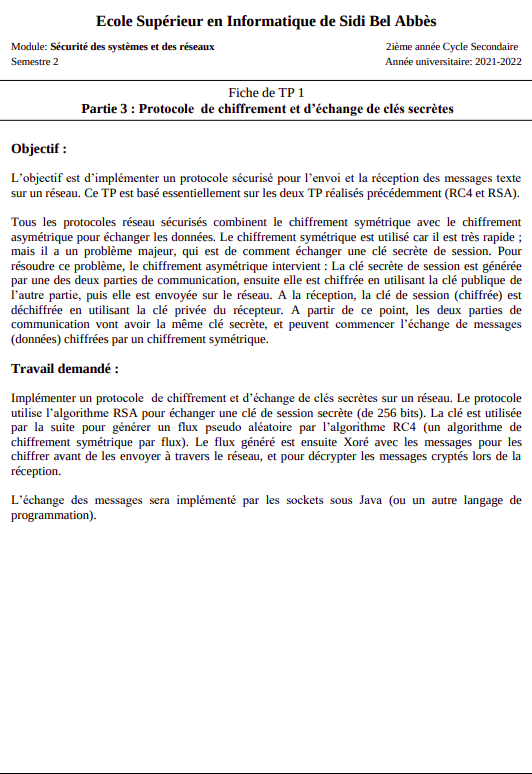 Ecole Supérieur en Informatique de Sidi Bel Abbès
Module: Sécurité des systèmes et des réseaux 2ième année Cycle Secondaire
Semestre 2 Année universitaire: 2021-2022
Fiche de TP 1
Partie 3 : Protocole de chiffrement et d'échange de clés secrètes
Objectif :
L'objectif est d'implémenter un protocole sécurisé pour l'envoi et la réception des messages texte
sur un réseau. Ce TP est basé essentiellement sur les deux TP réalisés précédemment (RC4 et RSA).
Tous les protocoles réseau sécurisés combinent le chiffrement symétrique avec le chiffrement
asymétrique pour échanger les données. Le chiffrement symétrique est utilisé car il est très rapide ;
mais il a un problème majeur, qui est de comment échanger une clé secrète de session. Pour
résoudre ce problème, le chiffrement asymétrique intervient : La clé secrète de session est générée
par une des deux parties de communication, ensuite elle est chiffrée en utilisant la clé publique de
l'autre partie, puis elle est envoyée sur le réseau. A la réception, la clé de session (chiffrée) est
déchiffrée en utilisant la clé privée du récepteur. A partir de ce point, les deux parties de
communication vont avoir la même clé secrète, et peuvent commencer l'échange de messages
(données) chiffrées par un chiffrement symétrique.
Travail demandé :
Implémenter un protocole de chiffrement et d'échange de clés secrètes sur un réseau. Le protocole
utilise l'algorithme RSA pour échanger une clé de session secrète (de 256 bits). La clé est utilisée
par la suite pour générer un flux pseudo aléatoire par l'algorithme RC4 (un algorithme de
chiffrement symétrique par flux). Le flux généré est ensuite Xoré avec les messages pour les
chiffrer avant de les envoyer à travers le réseau, et pour décrypter les messages cryptés lors de la
réception.
L'échange des messages sera implémenté par les sockets sous Java (ou un autre langage de
programmation).